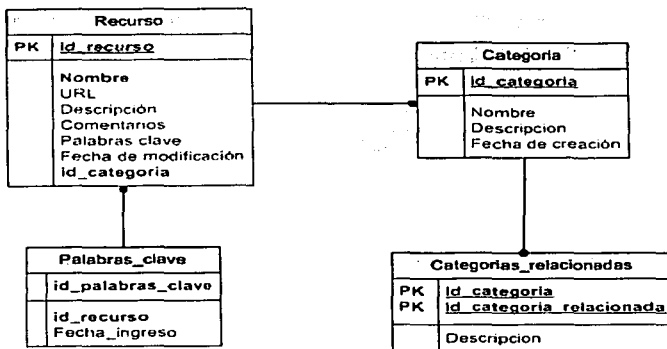 Recurso
PK id_recurso
Nombre
URL
Descripción
Comentarios
Palabras clave
Fecha de modificación
id_categoria
Categoria
PK id_categoria
Nombre
Descripcion
Fecha de creación
Palabras_clave
id_palabras_clave
id_recurso
Fecha_ingreso
Categorias_relacionadas
PK id_categoria
PK id_categoria_relacionada
Descripcion